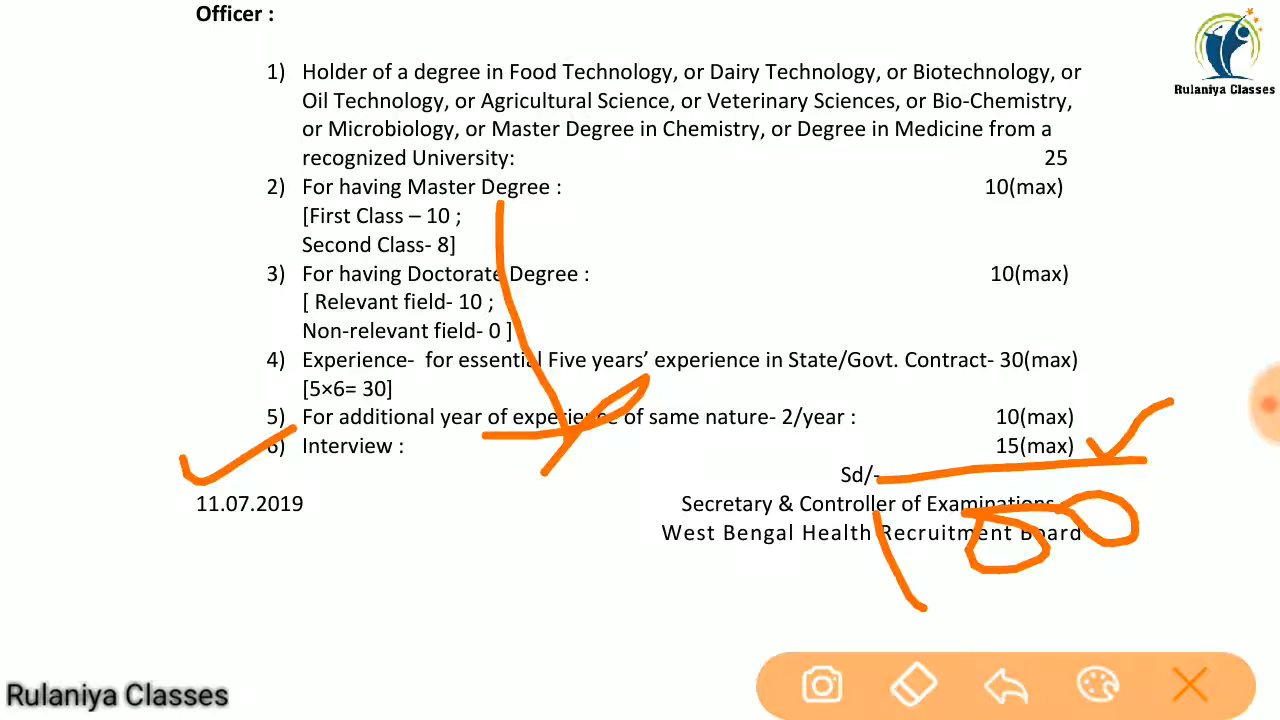 Officer :
Rulaniya Classes
1) Holder of a degree in Food Technology, or Dairy Technology, or Biotechnology, or
Oil Technology, or Agricultural Science, or Veterinary Sciences, or Bio-Chemistry,
or Microbiology, or Master Degree in Chemistry, or Degree in Medicine from a
recognized University: 25
2) For having Master Degree : 10(max)
[First Class – 10 ;
Second Class- 8]
3) For having Doctorate Degree : 10(max)
[ Relevant field- 10 ;
Non-relevant field- 0 ]
4) Experience- for essential Five years’ experience in State/Govt. Contract- 30(max)
[5×6= 30]
5) For additional year of experience of same nature- 2/year : 10(max)
6) Interview : 15(max)
Sd/-
11.07.2019 Secretary & Controller of Examinations
West Bengal Health Recruitment Board
100
Rulaniya Classes